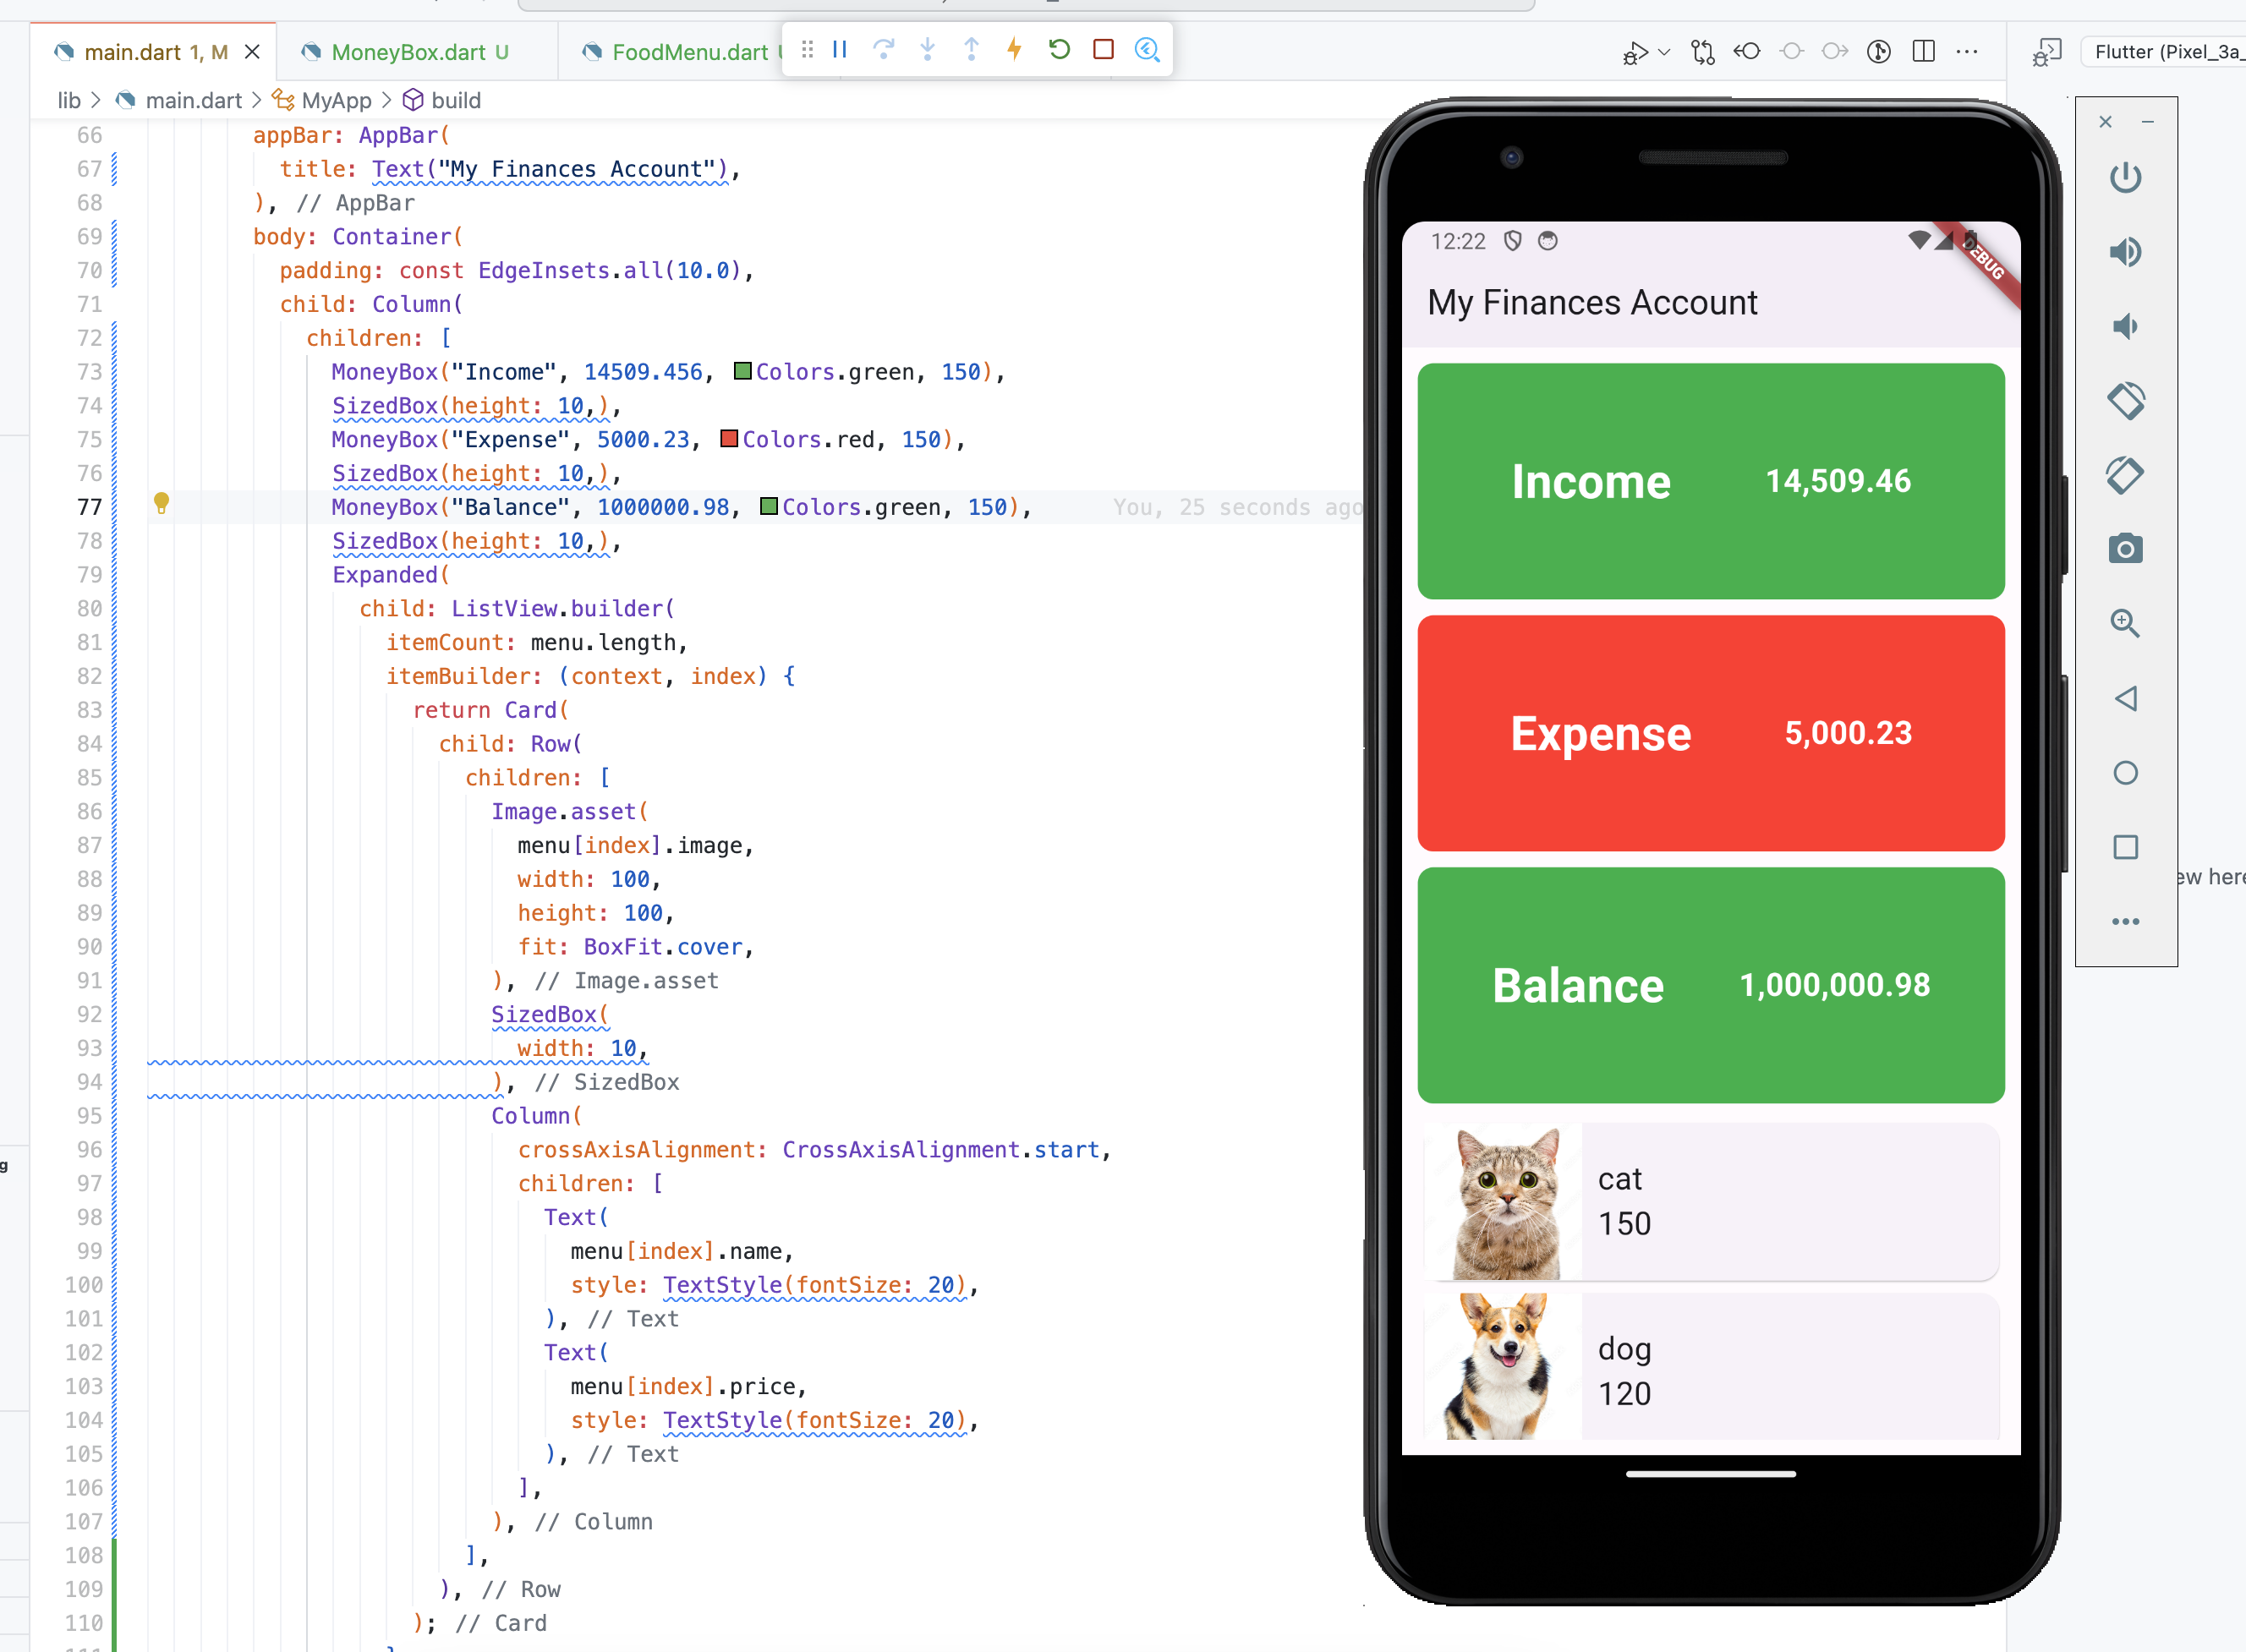 main.dart 1, M
MoneyBox.dart U
FoodMenu.dart
Flutter (Pixel_3a_
lib > main.dart > MyApp > build
66 appBar: AppBar(
67 title: Text("My Finances Account"),
68 ), // AppBar
69 body: Container(
70 padding: const EdgeInsets.all(10.0),
71 child: Column(
72 children: [
73 MoneyBox("Income", 14509.456, Colors.green, 150),
74 SizedBox(height: 10,),
75 MoneyBox("Expense", 5000.23, Colors.red, 150),
76 SizedBox(height: 10,),
77 MoneyBox("Balance", 1000000.98, Colors.green, 150), You, 25 seconds ago
78 SizedBox(height: 10,),
79 Expanded(
80 child: ListView.builder(
81 itemCount: menu.length,
82 itemBuilder: (context, index) {
83 return Card(
84 child: Row(
85 children: [
86 Image.asset(
87 menu[index].image,
88 width: 100,
89 height: 100,
90 fit: BoxFit.cover,
91 ), // Image.asset
92 SizedBox(
93 width: 10,
94 ), // SizedBox
95 Column(
96 crossAxisAlignment: CrossAxisAlignment.start,
97 children: [
98 Text(
99 menu[index].name,
100 style: TextStyle(fontSize: 20),
101 ), // Text
102 Text(
103 menu[index].price,
104 style: TextStyle(fontSize: 20),
105 ), // Text
106 ],
107 ), // Column
108 ],
109 ), // Row
110 ); // Card
12:22
DEBUG
My Finances Account
Income 14,509.46
Expense 5,000.23
Balance 1,000,000.98
cat
150
dog
120
ew here
g